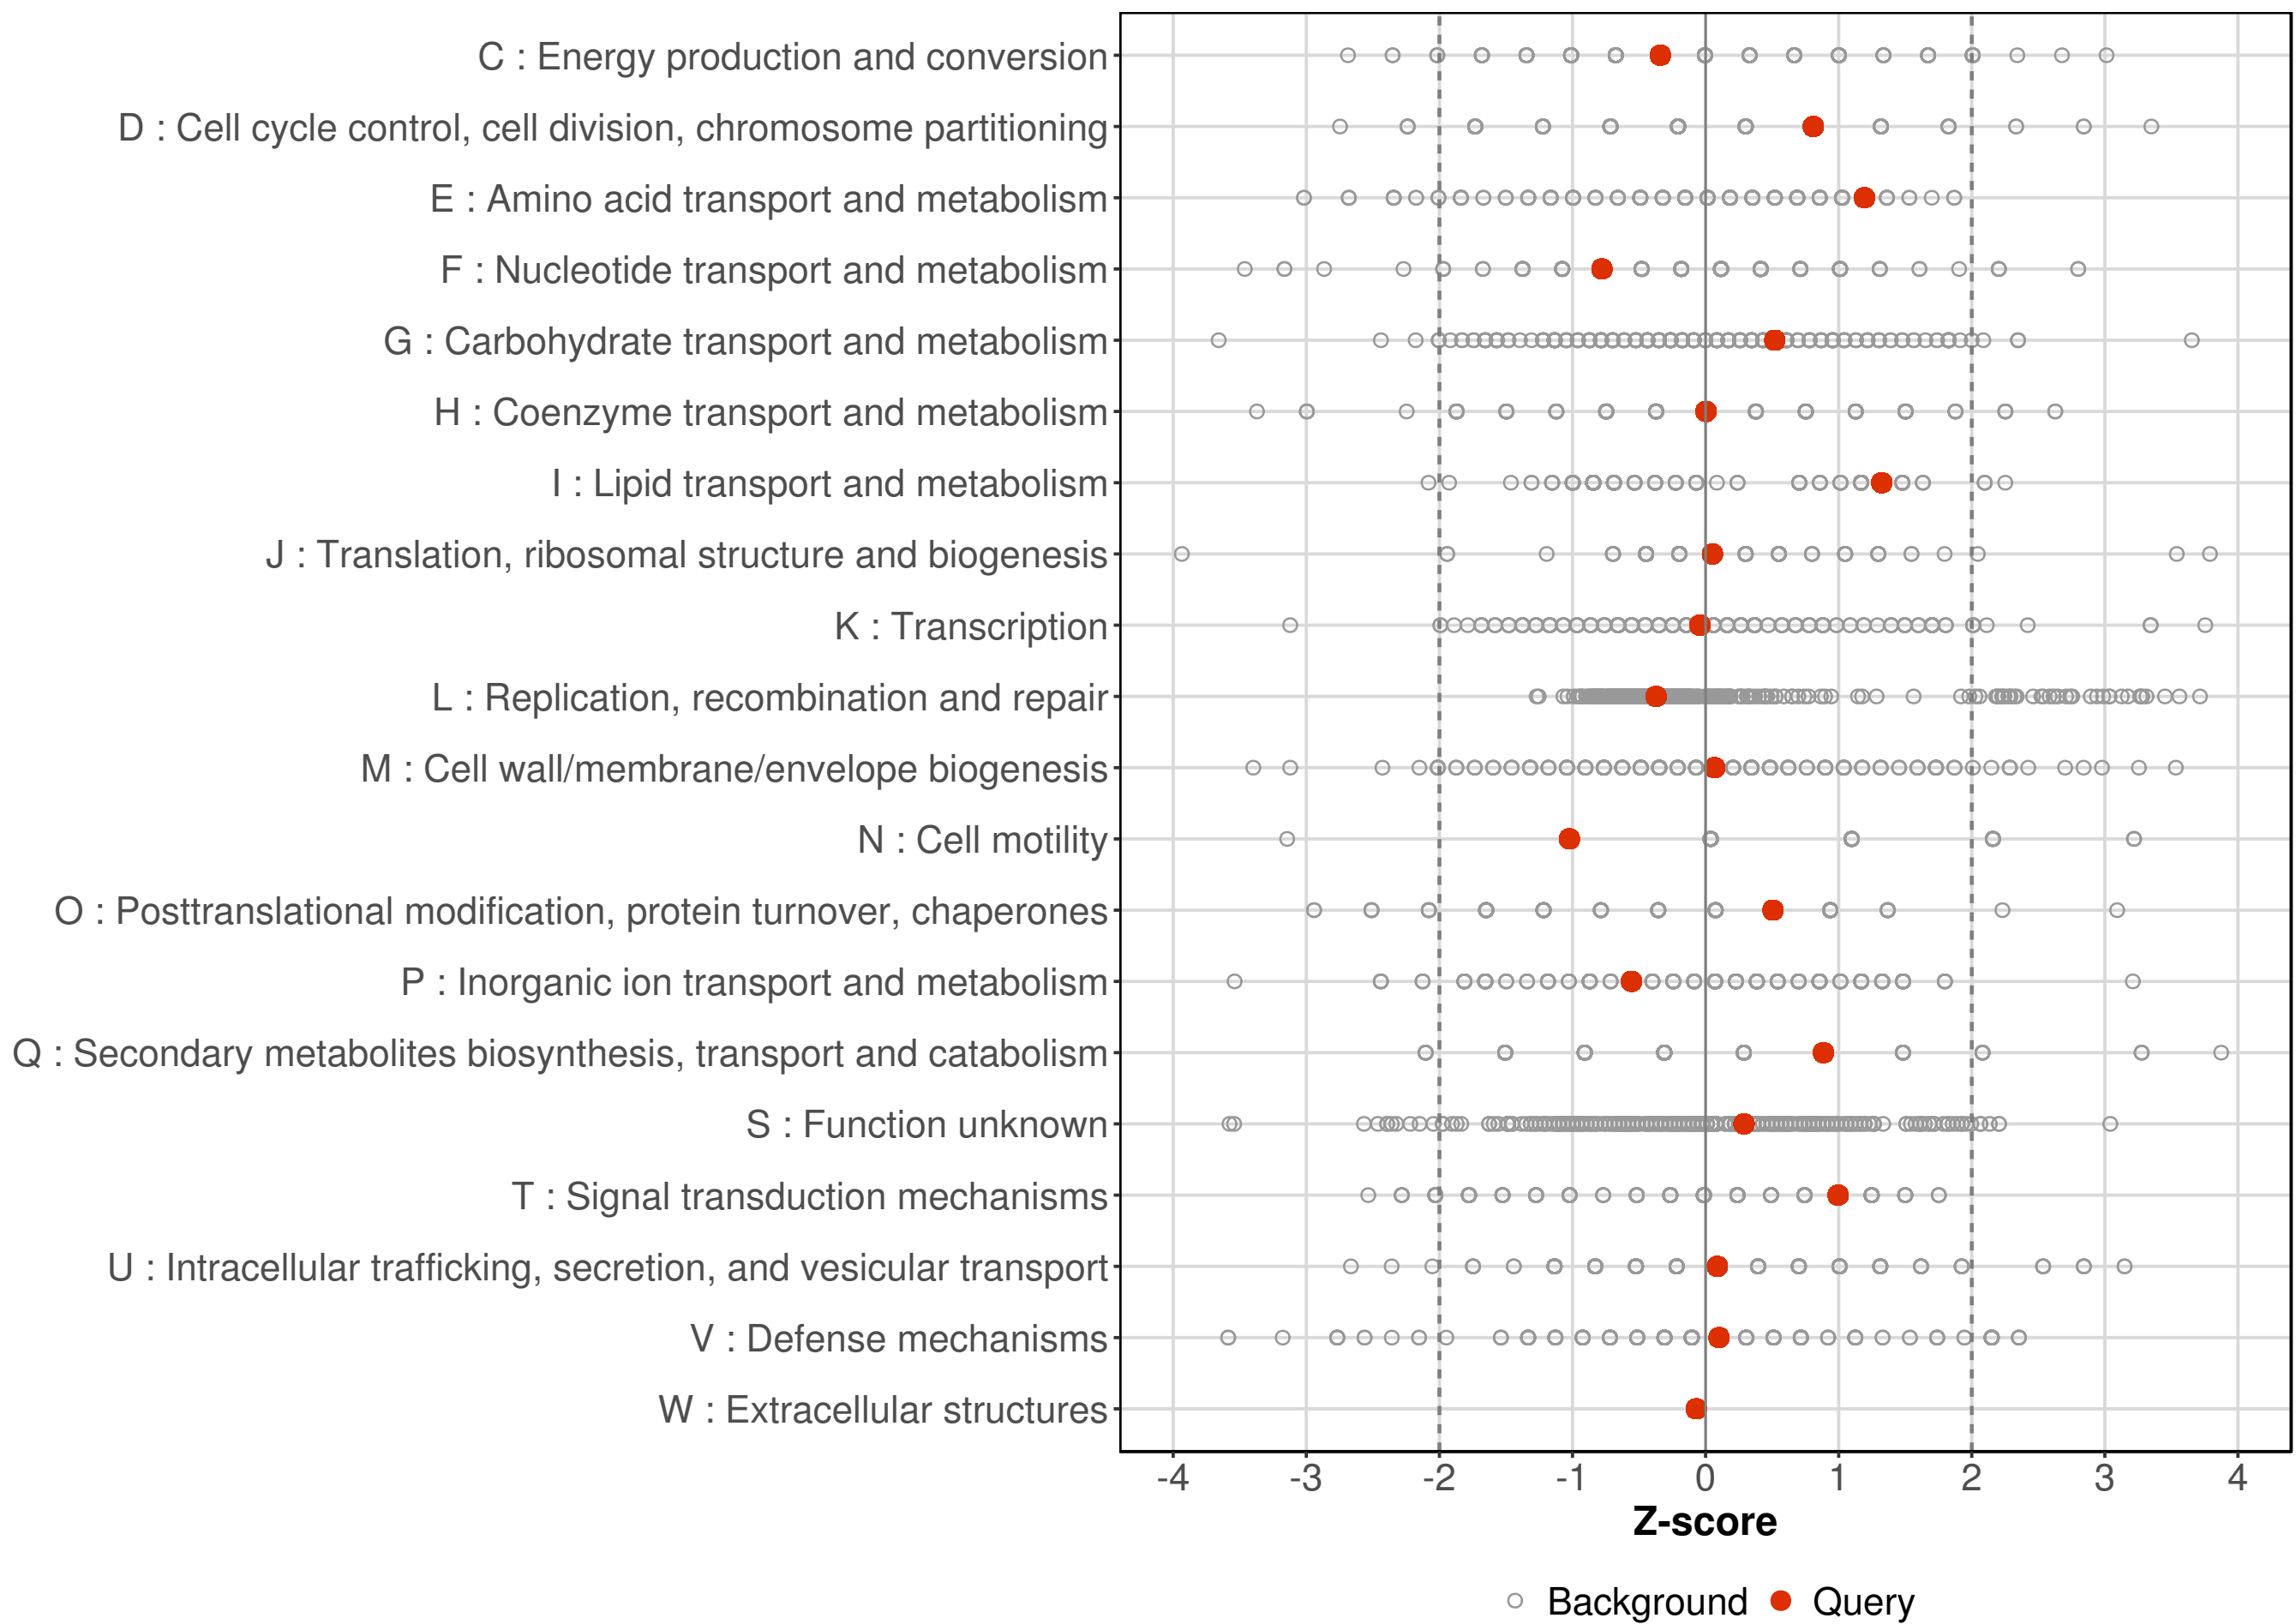 C : Energy production and conversion
D : Cell cycle control, cell division, chromosome partitioning
E : Amino acid transport and metabolism
F : Nucleotide transport and metabolism
G : Carbohydrate transport and metabolism
H : Coenzyme transport and metabolism
I : Lipid transport and metabolism
J : Translation, ribosomal structure and biogenesis
K : Transcription
L : Replication, recombination and repair
M : Cell wall/membrane/envelope biogenesis
N : Cell motility
O : Posttranslational modification, protein turnover, chaperones
P : Inorganic ion transport and metabolism
Q : Secondary metabolites biosynthesis, transport and catabolism
S : Function unknown
T : Signal transduction mechanisms
U : Intracellular trafficking, secretion, and vesicular transport
V : Defense mechanisms
W : Extracellular structures
-4 -3 -2 -1 0 1 2 3 4
Z-score
Background Query